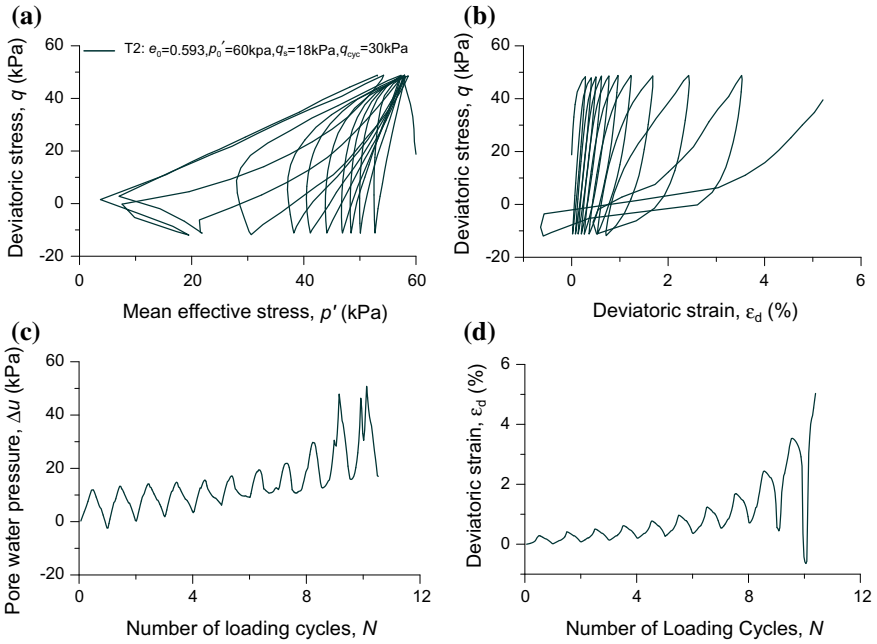 (a)
60
T2: e₀=0.593,p₀′=60kpa,qₛ=18kPa,q_cyc=30kPa
40
20
0
-20
Deviatoric stress, q (kPa)
0 20 40 60
Mean effective stress, p′ (kPa)
(b)
60
40
20
0
-20
Deviatoric stress, q (kPa)
0 2 4 6
Deviatoric strain, ε_d (%)
(c)
60
40
20
0
-20
Pore water pressure, Δu (kPa)
0 4 8 12
Number of loading cycles, N
(d)
6
4
2
0
Deviatoric strain, ε_d (%)
0 4 8 12
Number of Loading Cycles, N